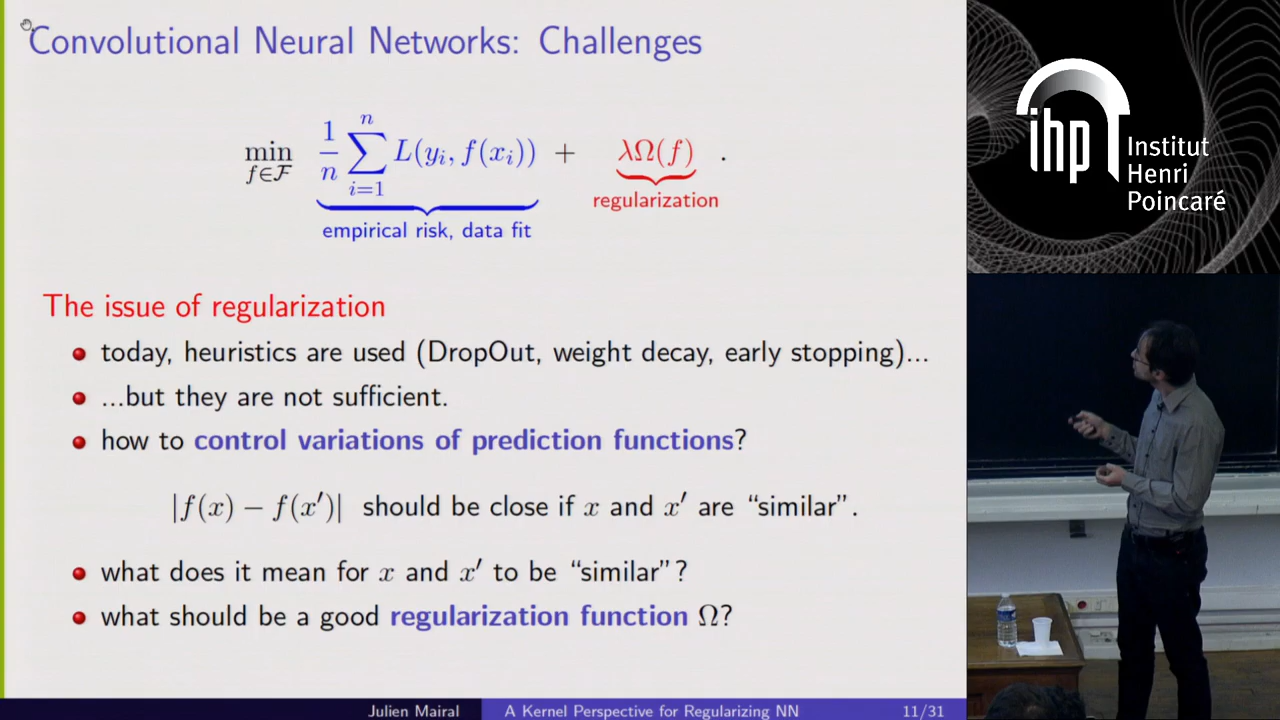 Convolutional Neural Networks: Challenges
min f∈F 1/n ∑ i=1 n L(y_i, f(x_i)) + λΩ(f) .
empirical risk, data fit
regularization
The issue of regularization
today, heuristics are used (DropOut, weight decay, early stopping)...
...but they are not sufficient.
how to control variations of prediction functions?
|f(x) − f(x′)| should be close if x and x′ are “similar”.
what does it mean for x and x′ to be “similar”?
what should be a good regularization function Ω?
Julien Mairal
A Kernel Perspective for Regularizing NN
11/31
ihp
Institut
Henri
Poincaré